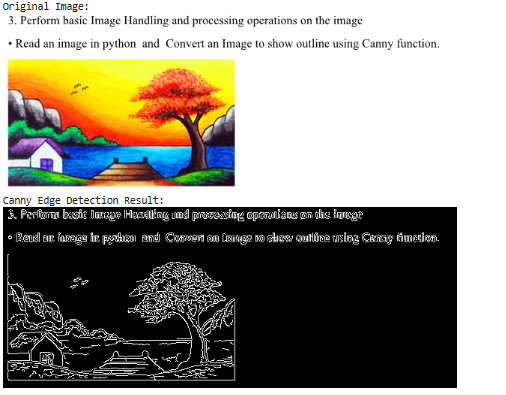 Original Image:
3. Perform basic Image Handling and processing operations on the image
• Read an image in python and Convert an Image to show outline using Canny function.
Canny Edge Detection Result:
3. Perform basic Image Handling and processing operations on the image
• Read an image in python and Convert an Image to show outline using Canny function.